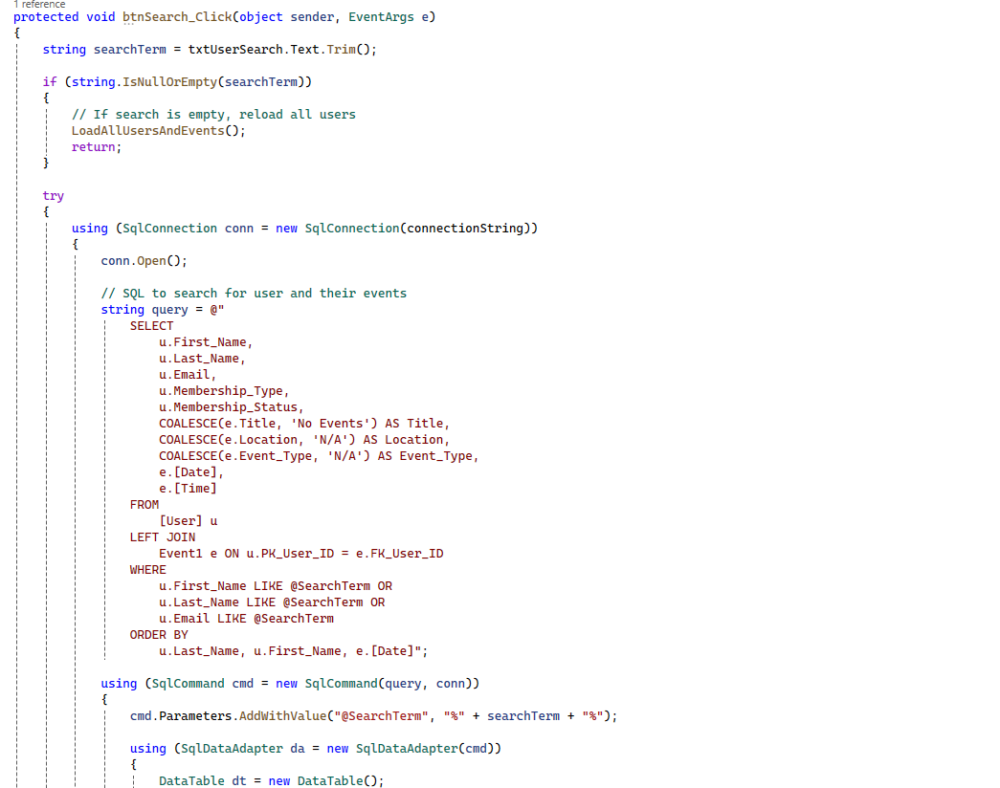 1 reference
protected void btnSearch_Click(object sender, EventArgs e)
{
    string searchTerm = txtUserSearch.Text.Trim();

    if (string.IsNullOrEmpty(searchTerm))
    {
        // If search is empty, reload all users
        LoadAllUsersAndEvents();
        return;
    }

    try
    {
        using (SqlConnection conn = new SqlConnection(connectionString))
        {
            conn.Open();

            // SQL to search for user and their events
            string query = @"
                SELECT
                    u.First_Name,
                    u.Last_Name,
                    u.Email,
                    u.Membership_Type,
                    u.Membership_Status,
                    COALESCE(e.Title, 'No Events') AS Title,
                    COALESCE(e.Location, 'N/A') AS Location,
                    COALESCE(e.Event_Type, 'N/A') AS Event_Type,
                    e.[Date],
                    e.[Time]
                FROM
                    [User] u
                LEFT JOIN
                    Event1 e ON u.PK_User_ID = e.FK_User_ID
                WHERE
                    u.First_Name LIKE @SearchTerm OR
                    u.Last_Name LIKE @SearchTerm OR
                    u.Email LIKE @SearchTerm
                ORDER BY
                    u.Last_Name, u.First_Name, e.[Date]";

            using (SqlCommand cmd = new SqlCommand(query, conn))
            {
                cmd.Parameters.AddWithValue("@SearchTerm", "%" + searchTerm + "%");

                using (SqlDataAdapter da = new SqlDataAdapter(cmd))
                {
                    DataTable dt = new DataTable();